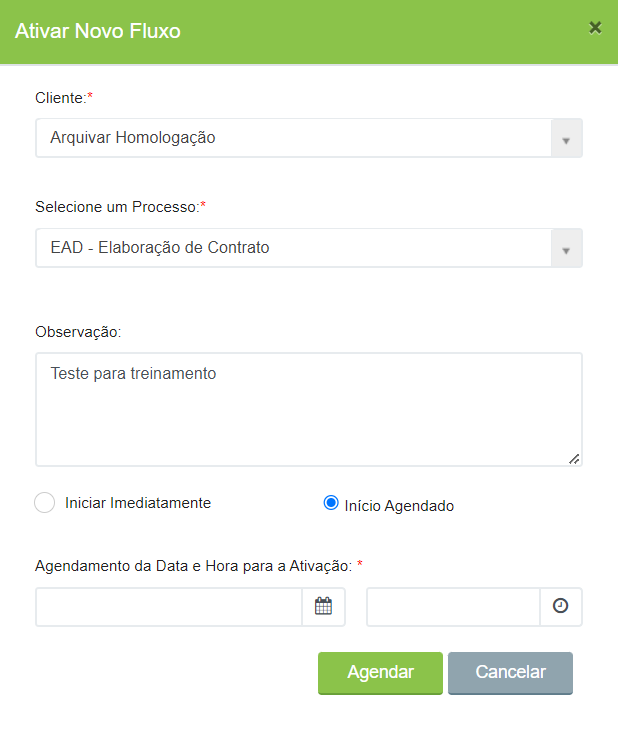 Ativar Novo Fluxo
Cliente:*
Arquivar Homologação
Selecione um Processo:*
EAD - Elaboração de Contrato
Observação:
Teste para treinamento
Iniciar Imediatamente
Início Agendado
Agendamento da Data e Hora para a Ativação: *
Agendar
Cancelar